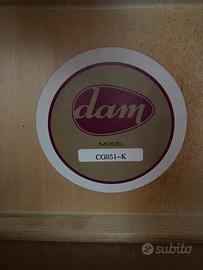 dam
MODEL
CG851-K
subito